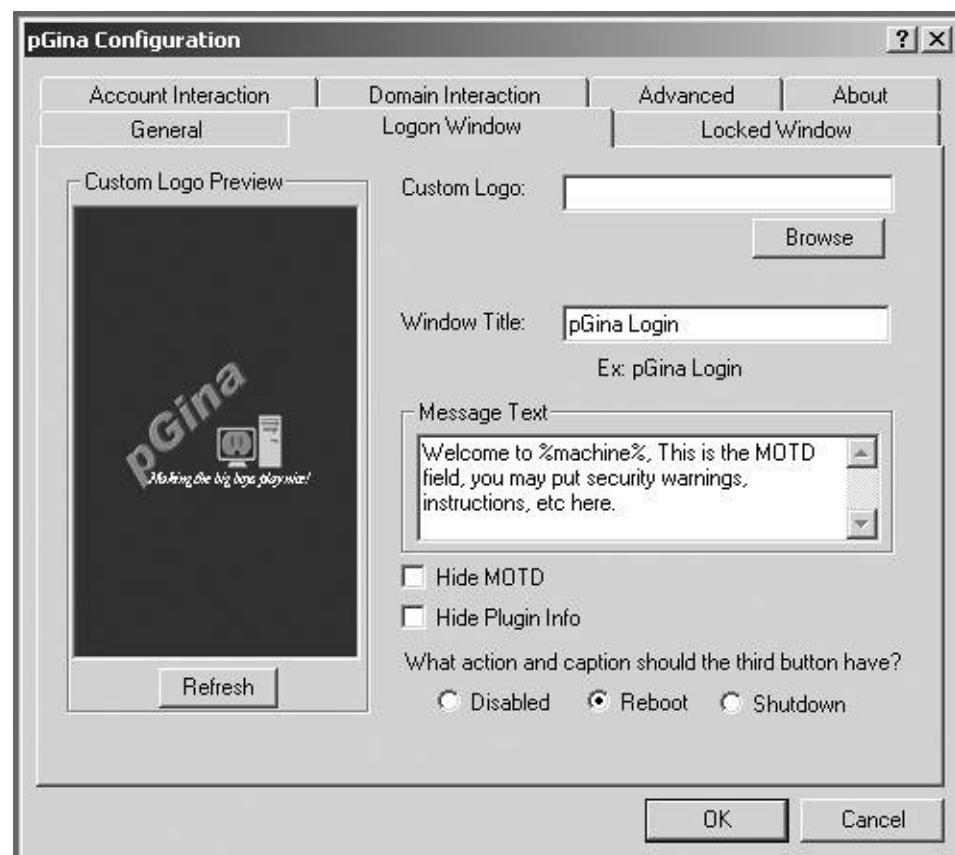 pGina Configuration
Account Interaction
Domain Interaction
Advanced
About
General
Logon Window
Locked Window
Custom Logo Preview
pGina
Making the big boys play nice!
Refresh
Custom Logo:
Browse
Window Title:
pGina Login
Ex: pGina Login
Message Text
Welcome to %machine%, This is the MOTD
field, you may put security warnings,
instructions, etc here.
Hide MOTD
Hide Plugin Info
What action and caption should the third button have?
Disabled
Reboot
Shutdown
OK
Cancel